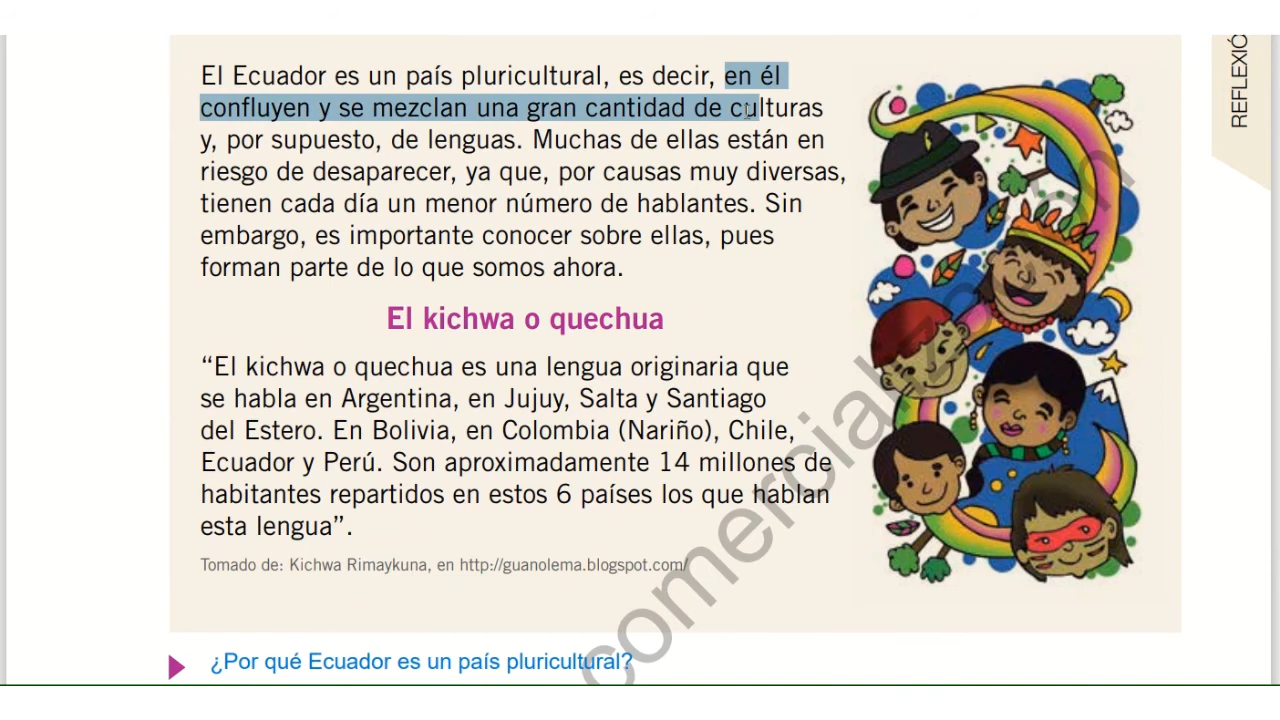 El Ecuador es un país pluricultural, es decir, en él
confluyen y se mezclan una gran cantidad de culturas
y, por supuesto, de lenguas. Muchas de ellas están en
riesgo de desaparecer, ya que, por causas muy diversas,
tienen cada día un menor número de hablantes. Sin
embargo, es importante conocer sobre ellas, pues
forman parte de lo que somos ahora.
El kichwa o quechua
“El kichwa o quechua es una lengua originaria que
se habla en Argentina, en Jujuy, Salta y Santiago
del Estero. En Bolivia, en Colombia (Nariño), Chile,
Ecuador y Perú. Son aproximadamente 14 millones de
habitantes repartidos en estos 6 países los que hablan
esta lengua”.
Tomado de: Kichwa Rimaykuna, en http://guanolema.blogspot.com/
¿Por qué Ecuador es un país pluricultural?
REFLEXIÓ